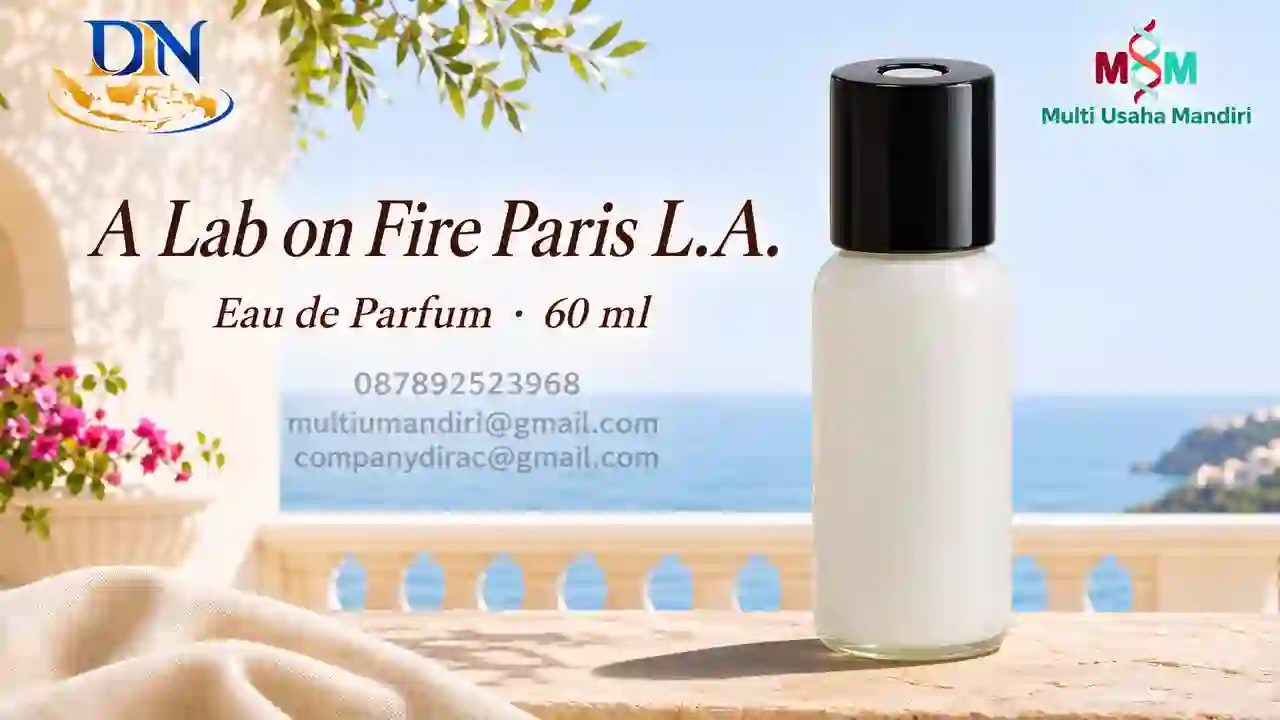 DN
M M
Multi Usaha Mandiri
A Lab on Fire Paris L.A.
Eau de Parfum · 60 ml
087892523968
multiumandiri@gmail.com
companydirac@gmail.com